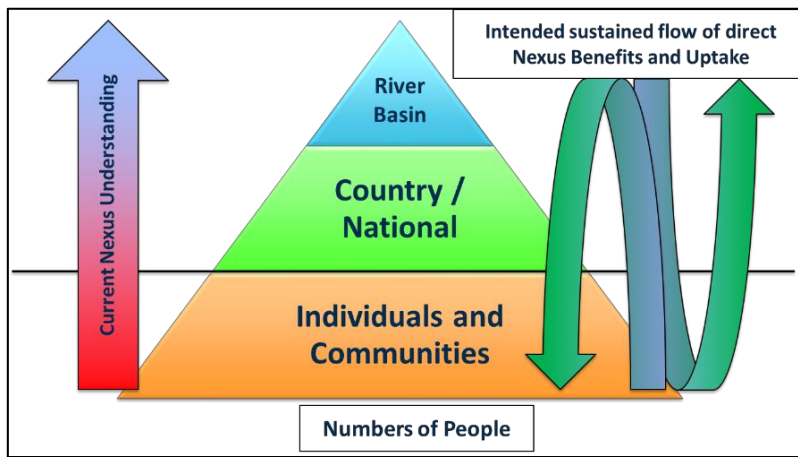 Intended sustained flow of direct
Nexus Benefits and Uptake
Current Nexus Understanding
River
Basin
Country /
National
Individuals and
Communities
Numbers of People